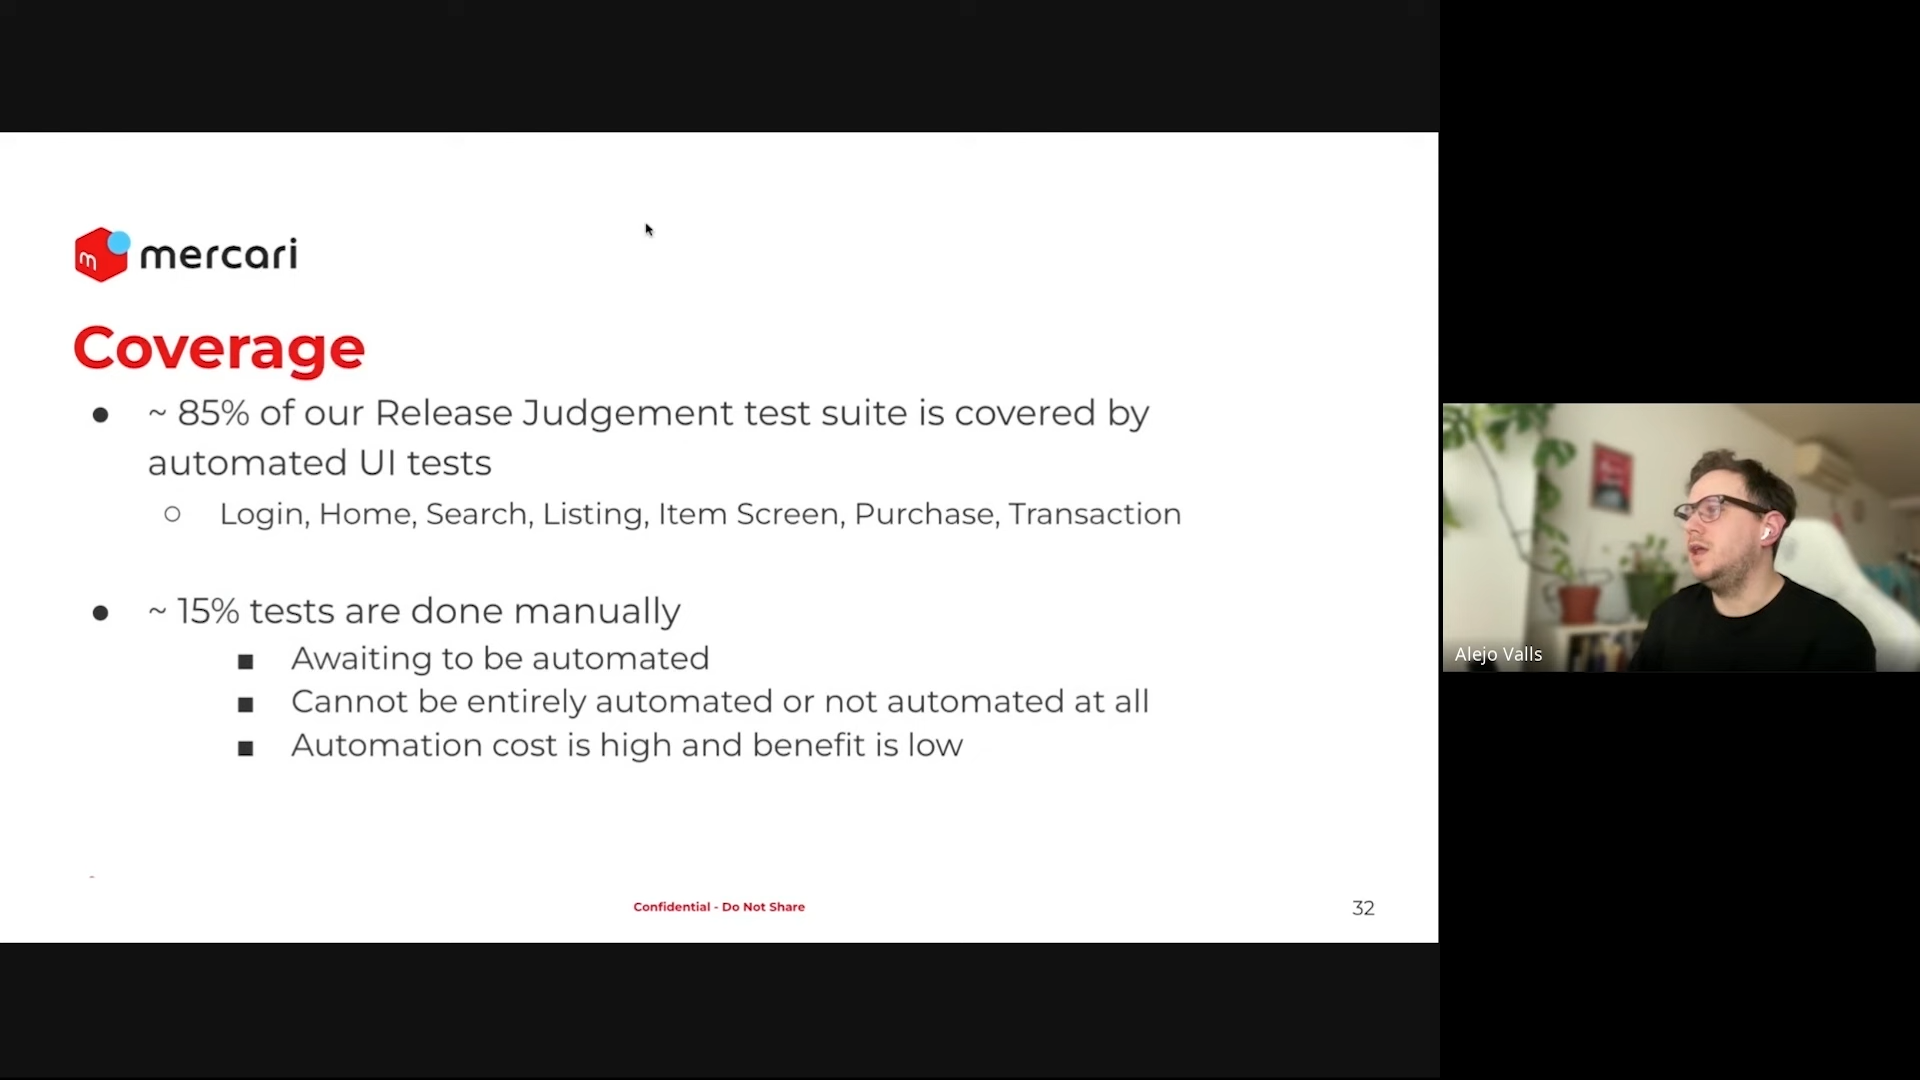 mercari
Coverage
● ~ 85% of our Release Judgement test suite is covered by
automated UI tests
○ Login, Home, Search, Listing, Item Screen, Purchase, Transaction
● ~ 15% tests are done manually
■ Awaiting to be automated
■ Cannot be entirely automated or not automated at all
■ Automation cost is high and benefit is low
-
Confidential - Do Not Share
32
Alejo Valls